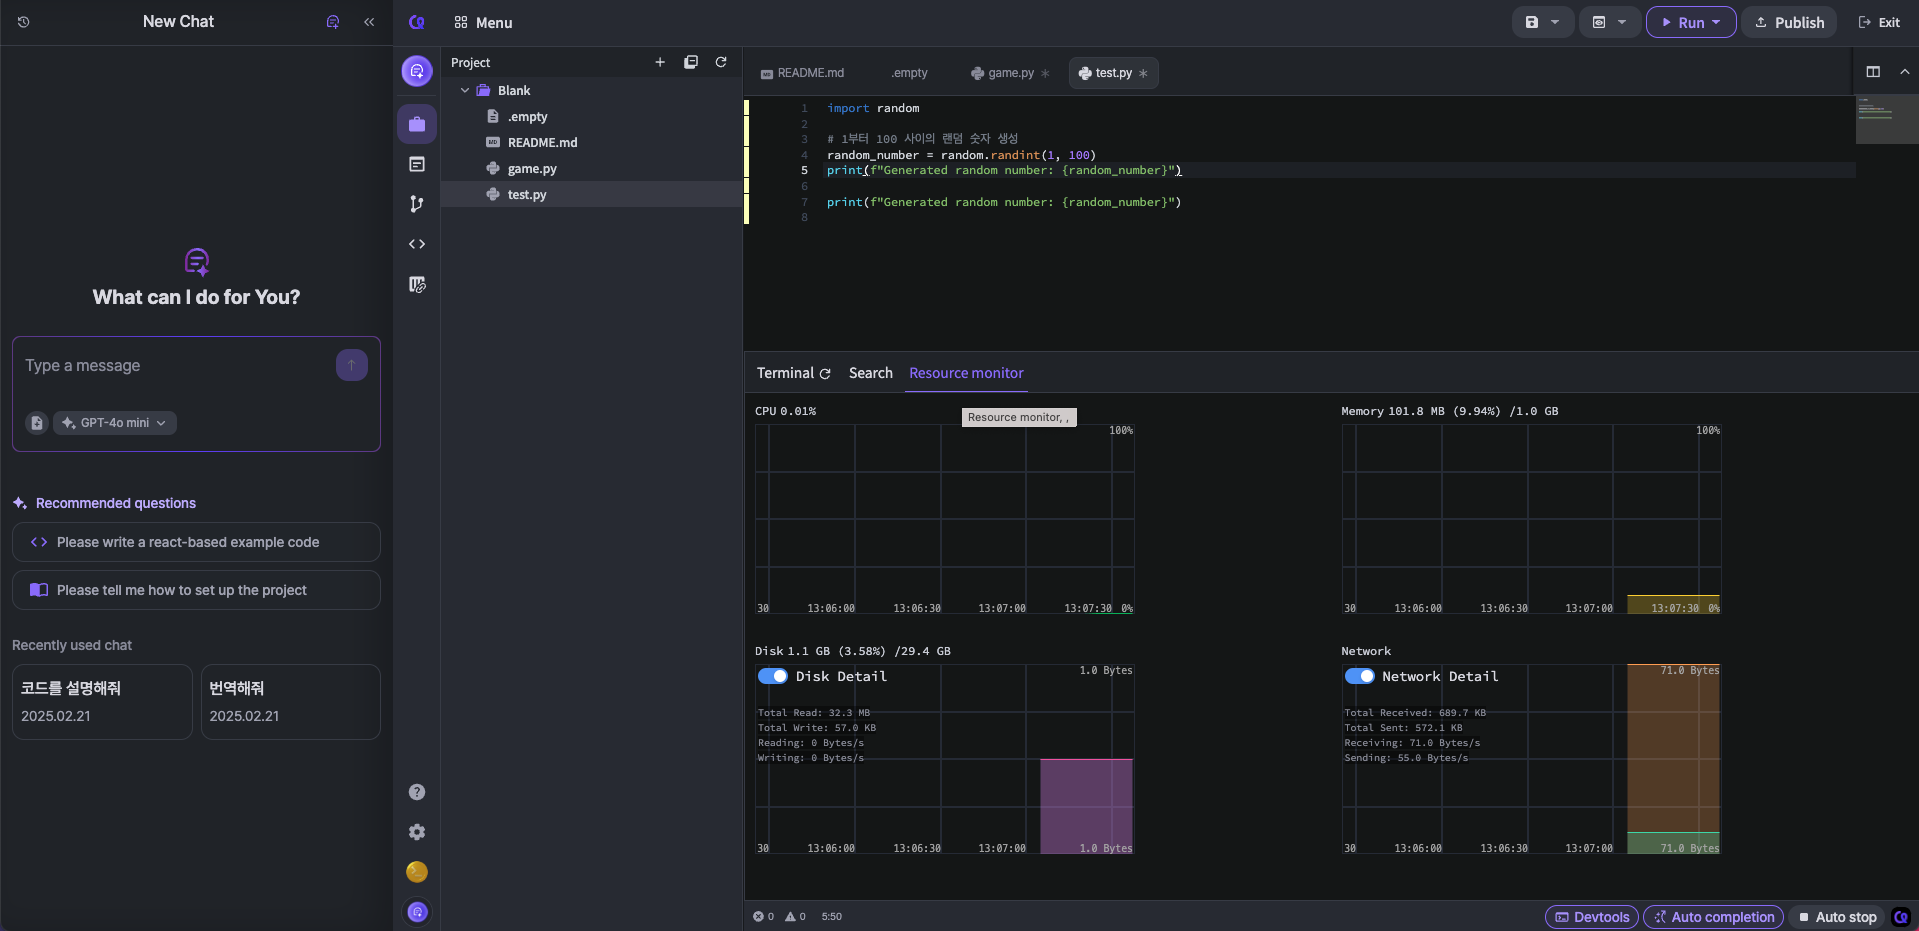 New Chat
Menu
Run
Publish
Exit
Project
Blank
.empty
README.md
game.py
test.py
What can I do for You?
Type a message
GPT-4o mini
Recommended questions
Please write a react-based example code
Please tell me how to set up the project
Recently used chat
코드를 설명해줘
2025.02.21
번역해줘
2025.02.21
README.md
.empty
game.py
test.py
1 import random
2
3 # 1부터 100 사이의 랜덤 숫자 생성
4 random_number = random.randint(1, 100)
5 print(f"Generated random number: {random_number}")
6
7 print(f"Generated random number: {random_number}")
8
Terminal
Search
Resource monitor
Resource monitor, ,
CPU 0.01%
100%
30 13:06:00 13:06:30 13:07:00 13:07:30 0%
Memory 101.8 MB (9.94%) /1.0 GB
100%
30 13:06:00 13:06:30 13:07:00 13:07:30 0%
Disk 1.1 GB (3.58%) /29.4 GB
1.0 Bytes
Disk Detail
Total Read: 32.3 MB
Total Write: 57.0 KB
Reading: 0 Bytes/s
Writing: 0 Bytes/s
30 13:06:00 13:06:30 13:07:00 1.0 Bytes
Network
71.0 Bytes
Network Detail
Total Received: 689.7 KB
Total Sent: 572.1 KB
Receiving: 71.0 Bytes/s
Sending: 55.0 Bytes/s
30 13:06:00 13:06:30 13:07:00 71.0 Bytes
0 0 5:50
Devtools
Auto completion
Auto stop